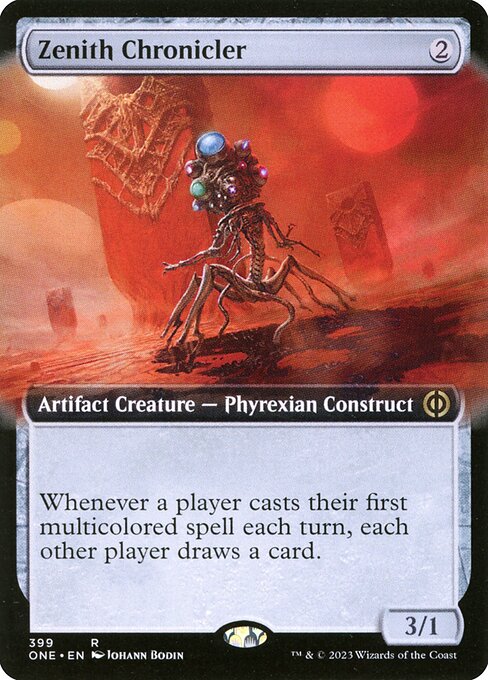 Zenith Chronicler 2
Artifact Creature — Phyrexian Construct
Whenever a player casts their first
multicolored spell each turn, each
other player draws a card.
3/1
399 R
ONE • EN Johann Bodin ™ & © 2023 Wizards of the Coast